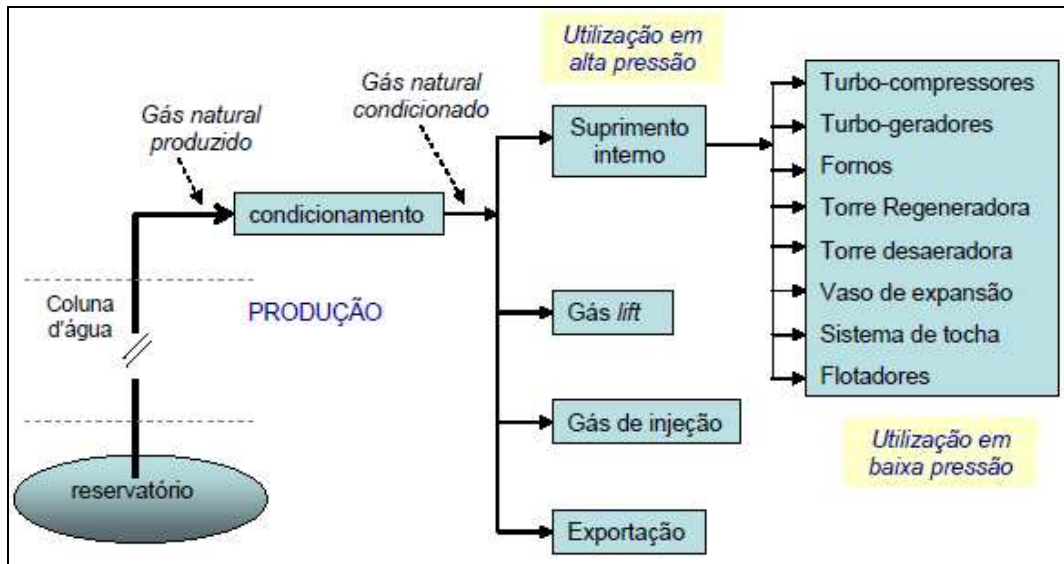 Gás natural
produzido
Gás natural
condicionado
Utilização em
alta pressão
condicionamento
Suprimento
interno
Turbo-compressores
Turbo-geradores
Fornos
Torre Regeneradora
Torre desaeradora
Vaso de expansão
Sistema de tocha
Flotadores
Coluna
d'água
PRODUÇÃO
Gás lift
Gás de injeção
Utilização em
baixa pressão
reservatório
Exportação